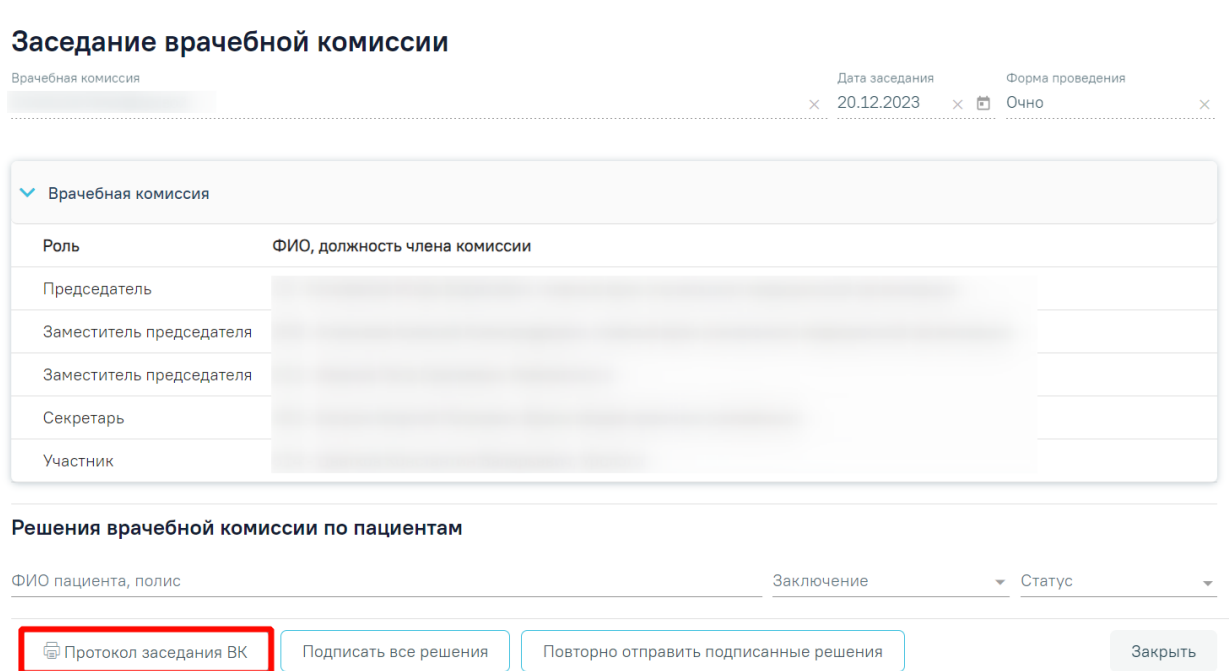 Заседание врачебной комиссии
Врачебная комиссия
Дата заседания
Форма проведения
20.12.2023
Очно
Врачебная комиссия
Роль ФИО, должность члена комиссии
Председатель
Заместитель председателя
Заместитель председателя
Секретарь
Участник
Решения врачебной комиссии по пациентам
ФИО пациента, полис Заключение Статус
Протокол заседания ВК Подписать все решения Повторно отправить подписанные решения Закрыть